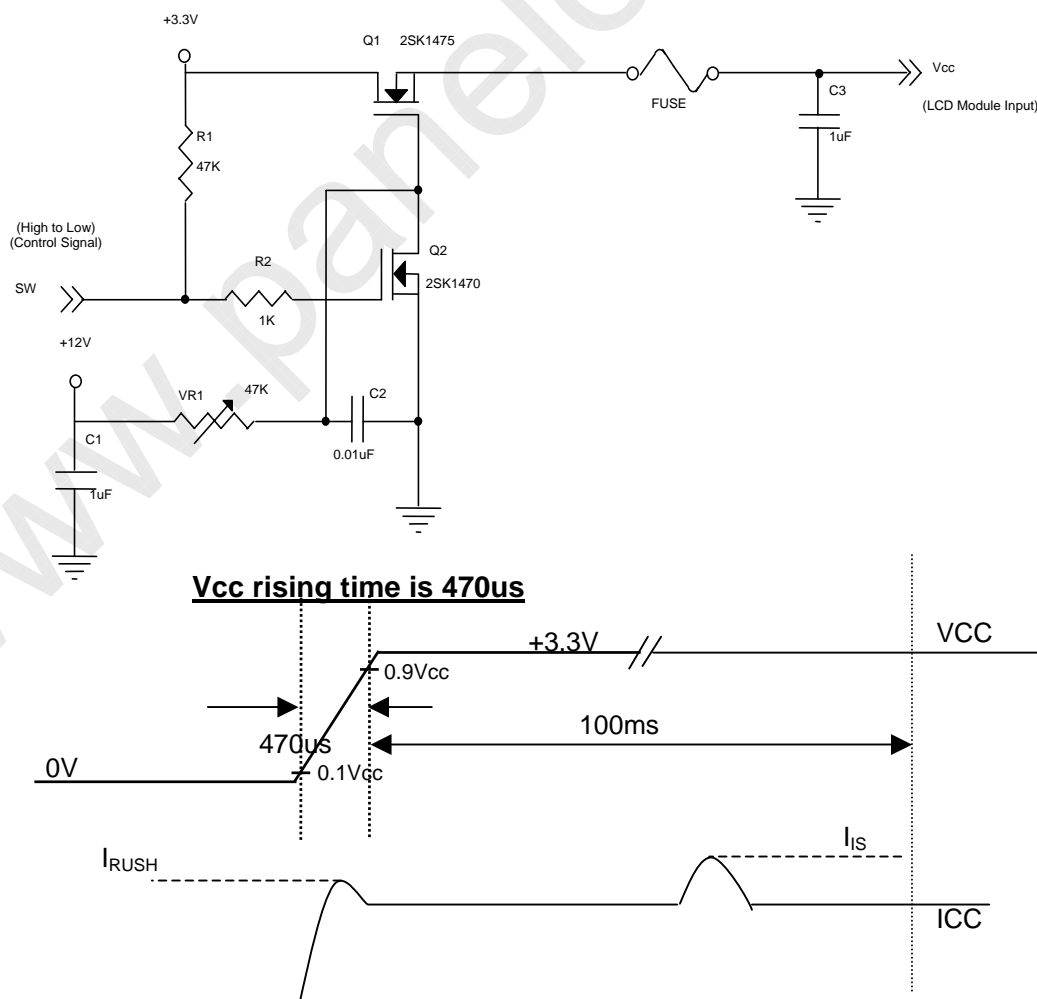 +3.3V
Q1 2SK1475
Vcc
FUSE
C3
(LCD Module Input)
R1
1uF
47K
(High to Low)
(Control Signal)
Q2
R2
SW
2SK1470
1K
+12V
VR1
47K
C2
C1
0.01uF
1uF
Vcc rising time is 470us
+3.3V
VCC
0.9Vcc
100ms
470us
0V
0.1Vcc
IRUSH
IIS
ICC
www.panelo